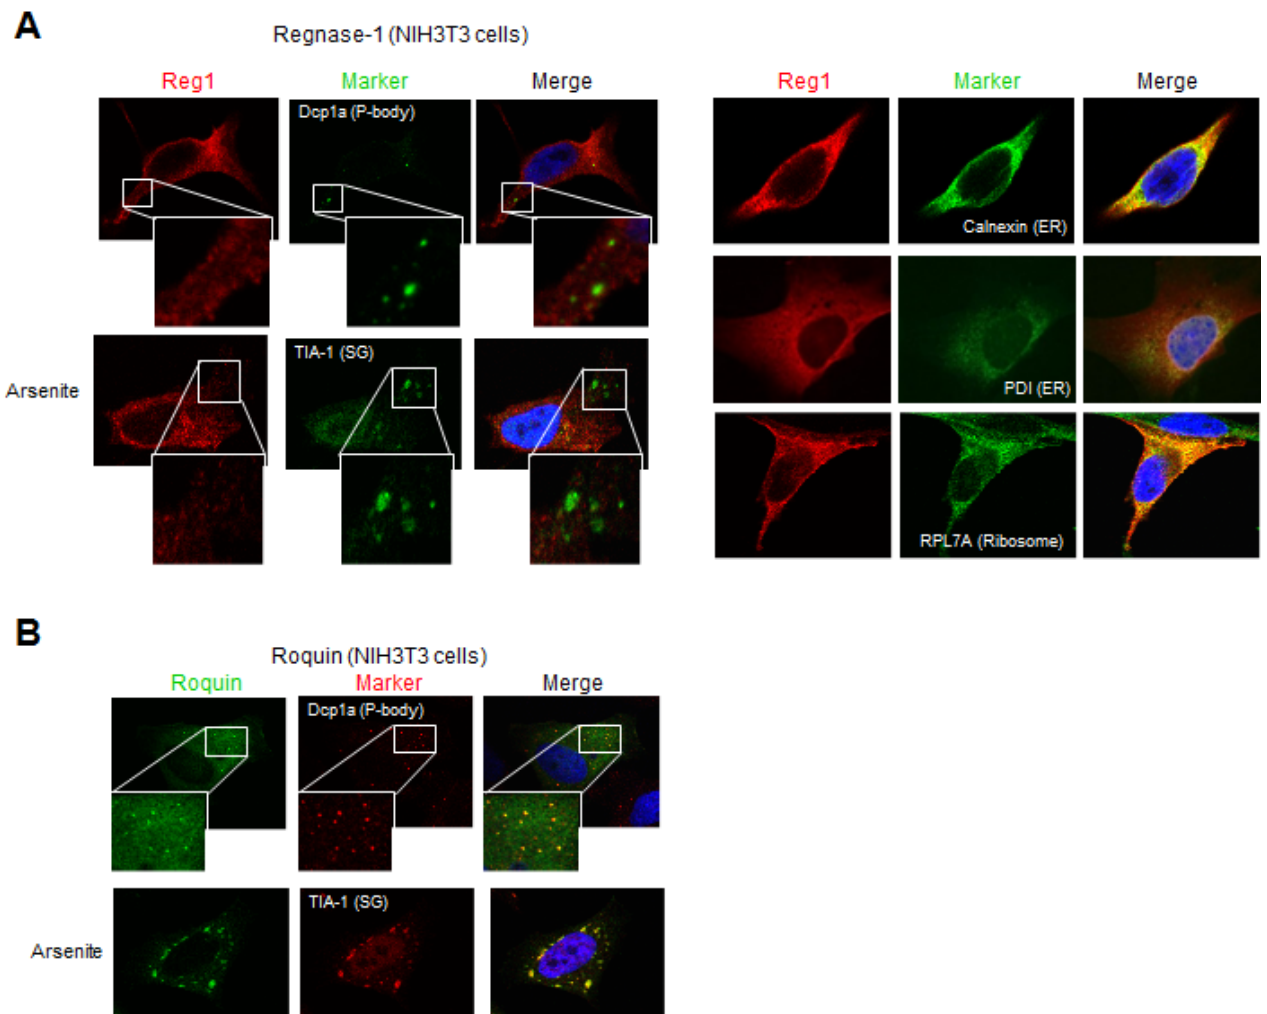 A
Regnase-1 (NIH3T3 cells)
Reg1 Marker Merge
Reg1 Marker Merge
Dcp1a (P-body)
Calnexin (ER)
PDI (ER)
TIA-1 (SG)
Arsenite
RPL7A (Ribosome)
B
Roquin (NIH3T3 cells)
Roquin Marker Merge
Dcp1a (P-body)
TIA-1 (SG)
Arsenite